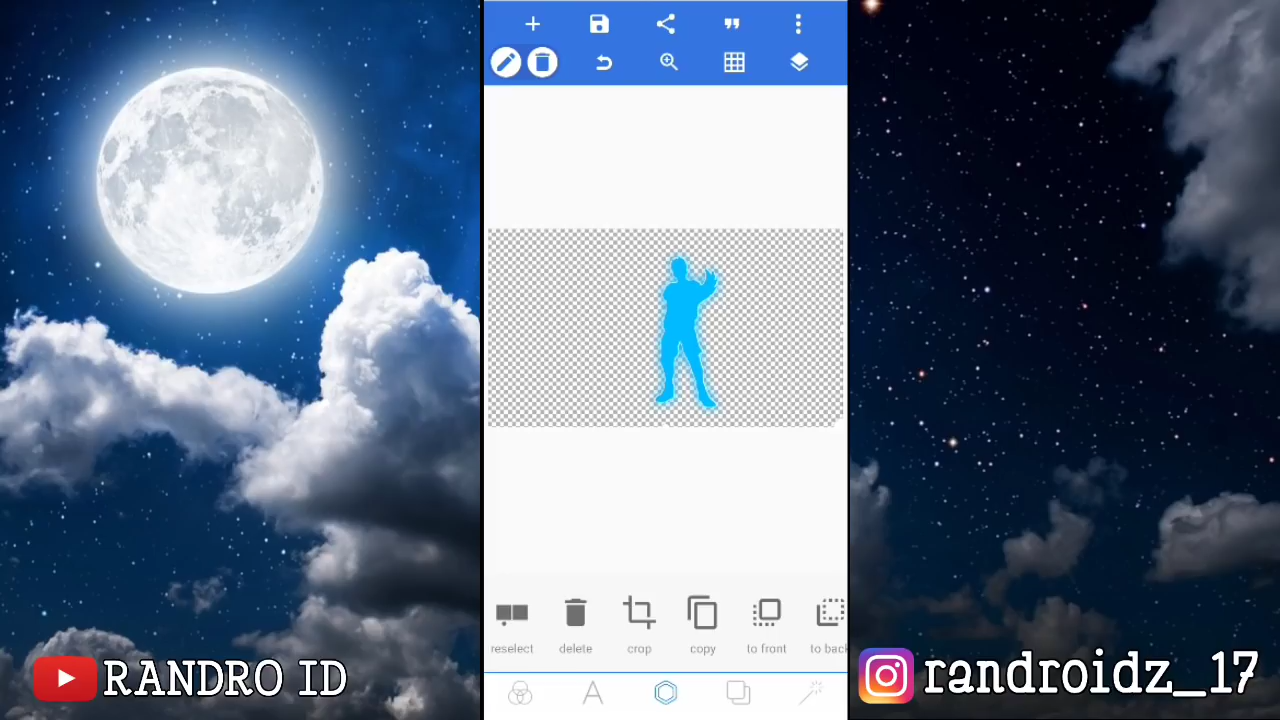 reselect
delete
crop
copy
to front
to back
RANDRO ID
randroidz_17